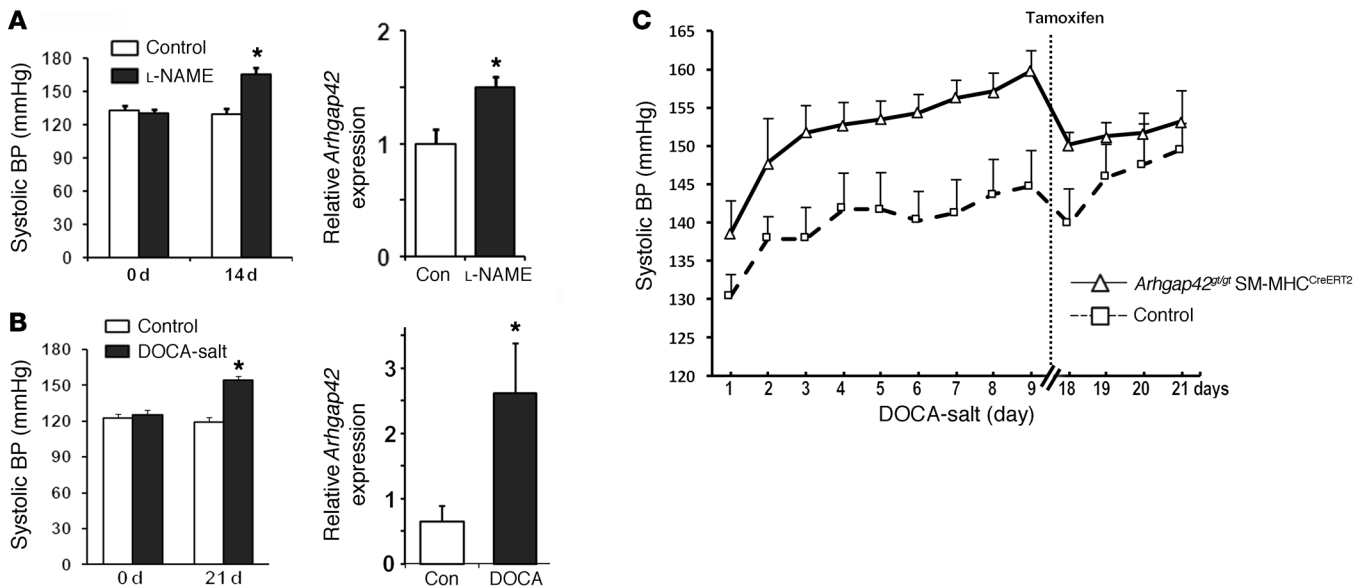 A
Control
L-NAME
Systolic BP (mmHg)
180
150
120
90
60
30
0
*
0 d
14 d
Relative Arhgap42
expression
2
1
0
*
Con
L-NAME
B
Control
DOCA-salt
Systolic BP (mmHg)
180
150
120
90
60
30
0
*
0 d
21 d
Relative Arhgap42
expression
3
2
1
0
*
Con
DOCA
C
Tamoxifen
Systolic BP (mmHg)
165
160
155
150
145
140
135
130
125
120
Arhgap42gt/gt SM-MHCCreERT2
Control
1 2 3 4 5 6 7 8 9 18 19 20 21 days
DOCA-salt (day)